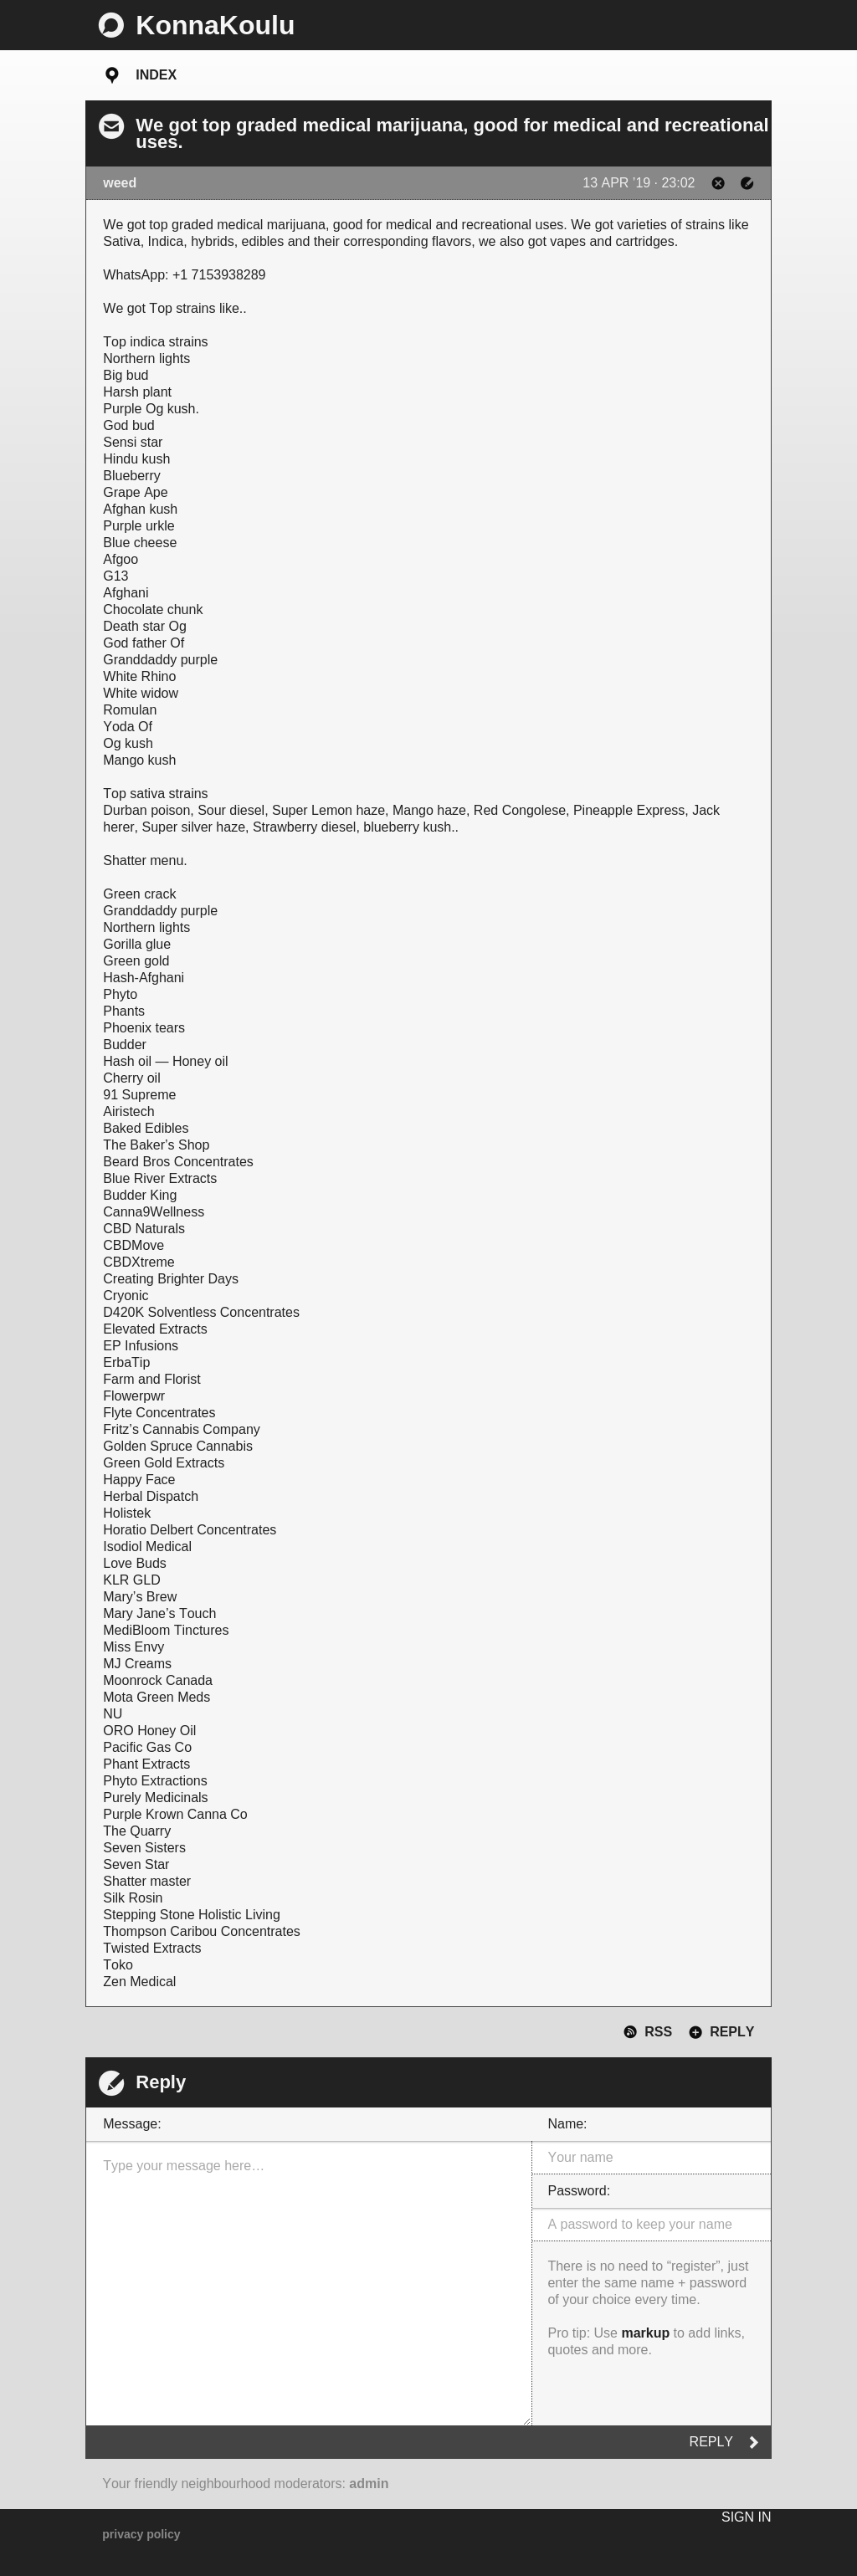 KonnaKoulu
INDEX
We got top graded medical marijuana, good for medical and recreational
uses.
weed 13 APR ’19 · 23:02
We got top graded medical marijuana, good for medical and recreational uses. We got varieties of strains like
Sativa, Indica, hybrids, edibles and their corresponding flavors, we also got vapes and cartridges.
WhatsApp: +1 7153938289
We got Top strains like..
Top indica strains
Northern lights
Big bud
Harsh plant
Purple Og kush.
God bud
Sensi star
Hindu kush
Blueberry
Grape Ape
Afghan kush
Purple urkle
Blue cheese
Afgoo
G13
Afghani
Chocolate chunk
Death star Og
God father Of
Granddaddy purple
White Rhino
White widow
Romulan
Yoda Of
Og kush
Mango kush
Top sativa strains
Durban poison, Sour diesel, Super Lemon haze, Mango haze, Red Congolese, Pineapple Express, Jack
herer, Super silver haze, Strawberry diesel, blueberry kush..
Shatter menu.
Green crack
Granddaddy purple
Northern lights
Gorilla glue
Green gold
Hash-Afghani
Phyto
Phants
Phoenix tears
Budder
Hash oil — Honey oil
Cherry oil
91 Supreme
Airistech
Baked Edibles
The Baker’s Shop
Beard Bros Concentrates
Blue River Extracts
Budder King
Canna9Wellness
CBD Naturals
CBDMove
CBDXtreme
Creating Brighter Days
Cryonic
D420K Solventless Concentrates
Elevated Extracts
EP Infusions
ErbaTip
Farm and Florist
Flowerpwr
Flyte Concentrates
Fritz’s Cannabis Company
Golden Spruce Cannabis
Green Gold Extracts
Happy Face
Herbal Dispatch
Holistek
Horatio Delbert Concentrates
Isodiol Medical
Love Buds
KLR GLD
Mary’s Brew
Mary Jane’s Touch
MediBloom Tinctures
Miss Envy
MJ Creams
Moonrock Canada
Mota Green Meds
NU
ORO Honey Oil
Pacific Gas Co
Phant Extracts
Phyto Extractions
Purely Medicinals
Purple Krown Canna Co
The Quarry
Seven Sisters
Seven Star
Shatter master
Silk Rosin
Stepping Stone Holistic Living
Thompson Caribou Concentrates
Twisted Extracts
Toko
Zen Medical
RSS REPLY
Reply
Message: Name:
Type your message here…
Your name
Password:
A password to keep your name
There is no need to “register”, just
enter the same name + password
of your choice every time.
Pro tip: Use markup to add links,
quotes and more.
REPLY
Your friendly neighbourhood moderators: admin
SIGN IN
privacy policy